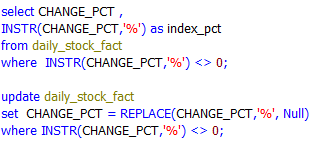 select CHANGE_PCT ,
INSTR(CHANGE_PCT,'%') as index_pct
from daily_stock_fact
where  INSTR(CHANGE_PCT,'%') <> 0;
update daily_stock_fact
set  CHANGE_PCT = REPLACE(CHANGE_PCT,'%', Null)
where INSTR(CHANGE_PCT,'%') <> 0;